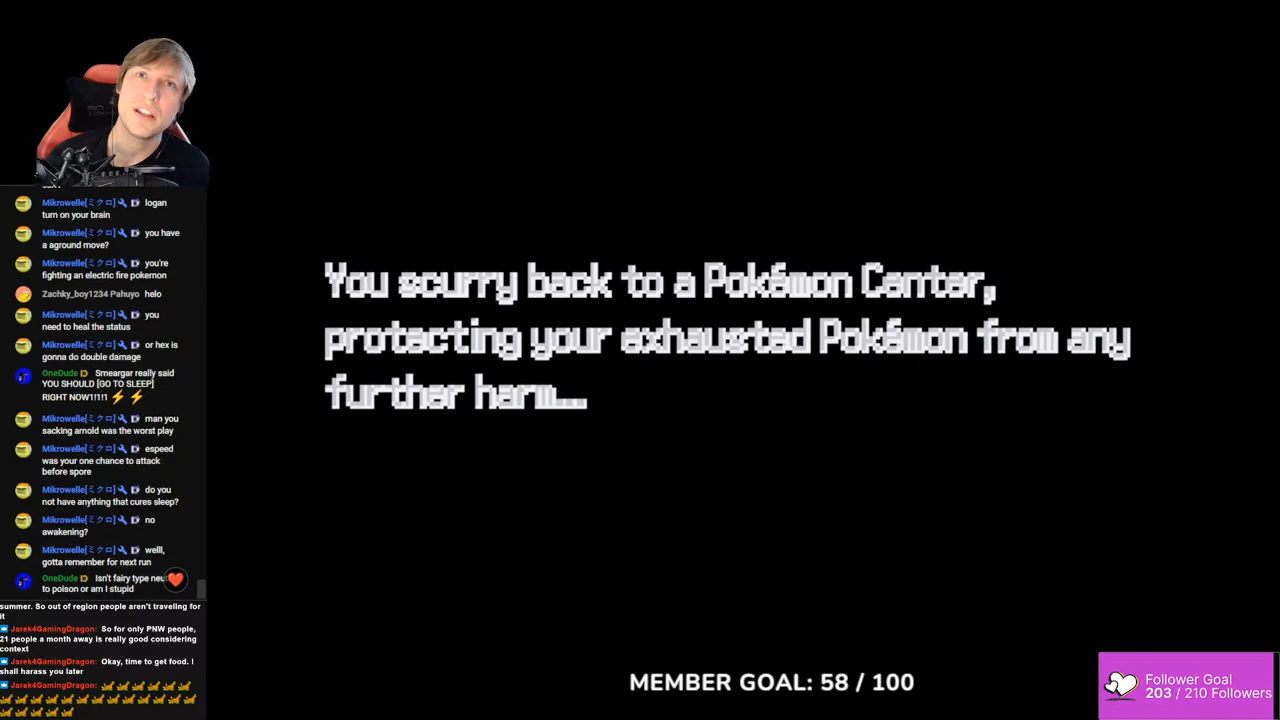 Mikrowelle[ミクロ] logan
turn on your brain
Mikrowelle[ミクロ] you have
a aground move?
Mikrowelle[ミクロ] you're
fighting an electric fire pokemon
Zachky_boy1234 Pahuyo helo
Mikrowelle[ミクロ] you
need to heal the status
Mikrowelle[ミクロ] or hex is
gonna do double damage
OneDude Smeargar really said
YOU SHOULD [GO TO SLEEP]
RIGHT NOW1!1!1 ⚡ ⚡
Mikrowelle[ミクロ] man you
sacking arnold was the worst play
Mikrowelle[ミクロ] espeed
was your one chance to attack
before spore
Mikrowelle[ミクロ] do you
not have anything that cures sleep?
Mikrowelle[ミクロ] no
awakening?
Mikrowelle[ミクロ] welll,
gotta remember for next run
OneDude Isn't fairy type
to poison or am I stupid
summer. So out of region people aren't traveling for
it
Jarek4GamingDragon: So for only PNW people,
21 people a month away is really good considering
context
Jarek4GamingDragon: Okay, time to get food. I
shall harass you later
Jarek4GamingDragon:
You scurry back to a Pokémon Center,
protecting your exhausted Pokémon from any
further harm...
MEMBER GOAL: 58 / 100
Follower Goal
203 / 210 Followers